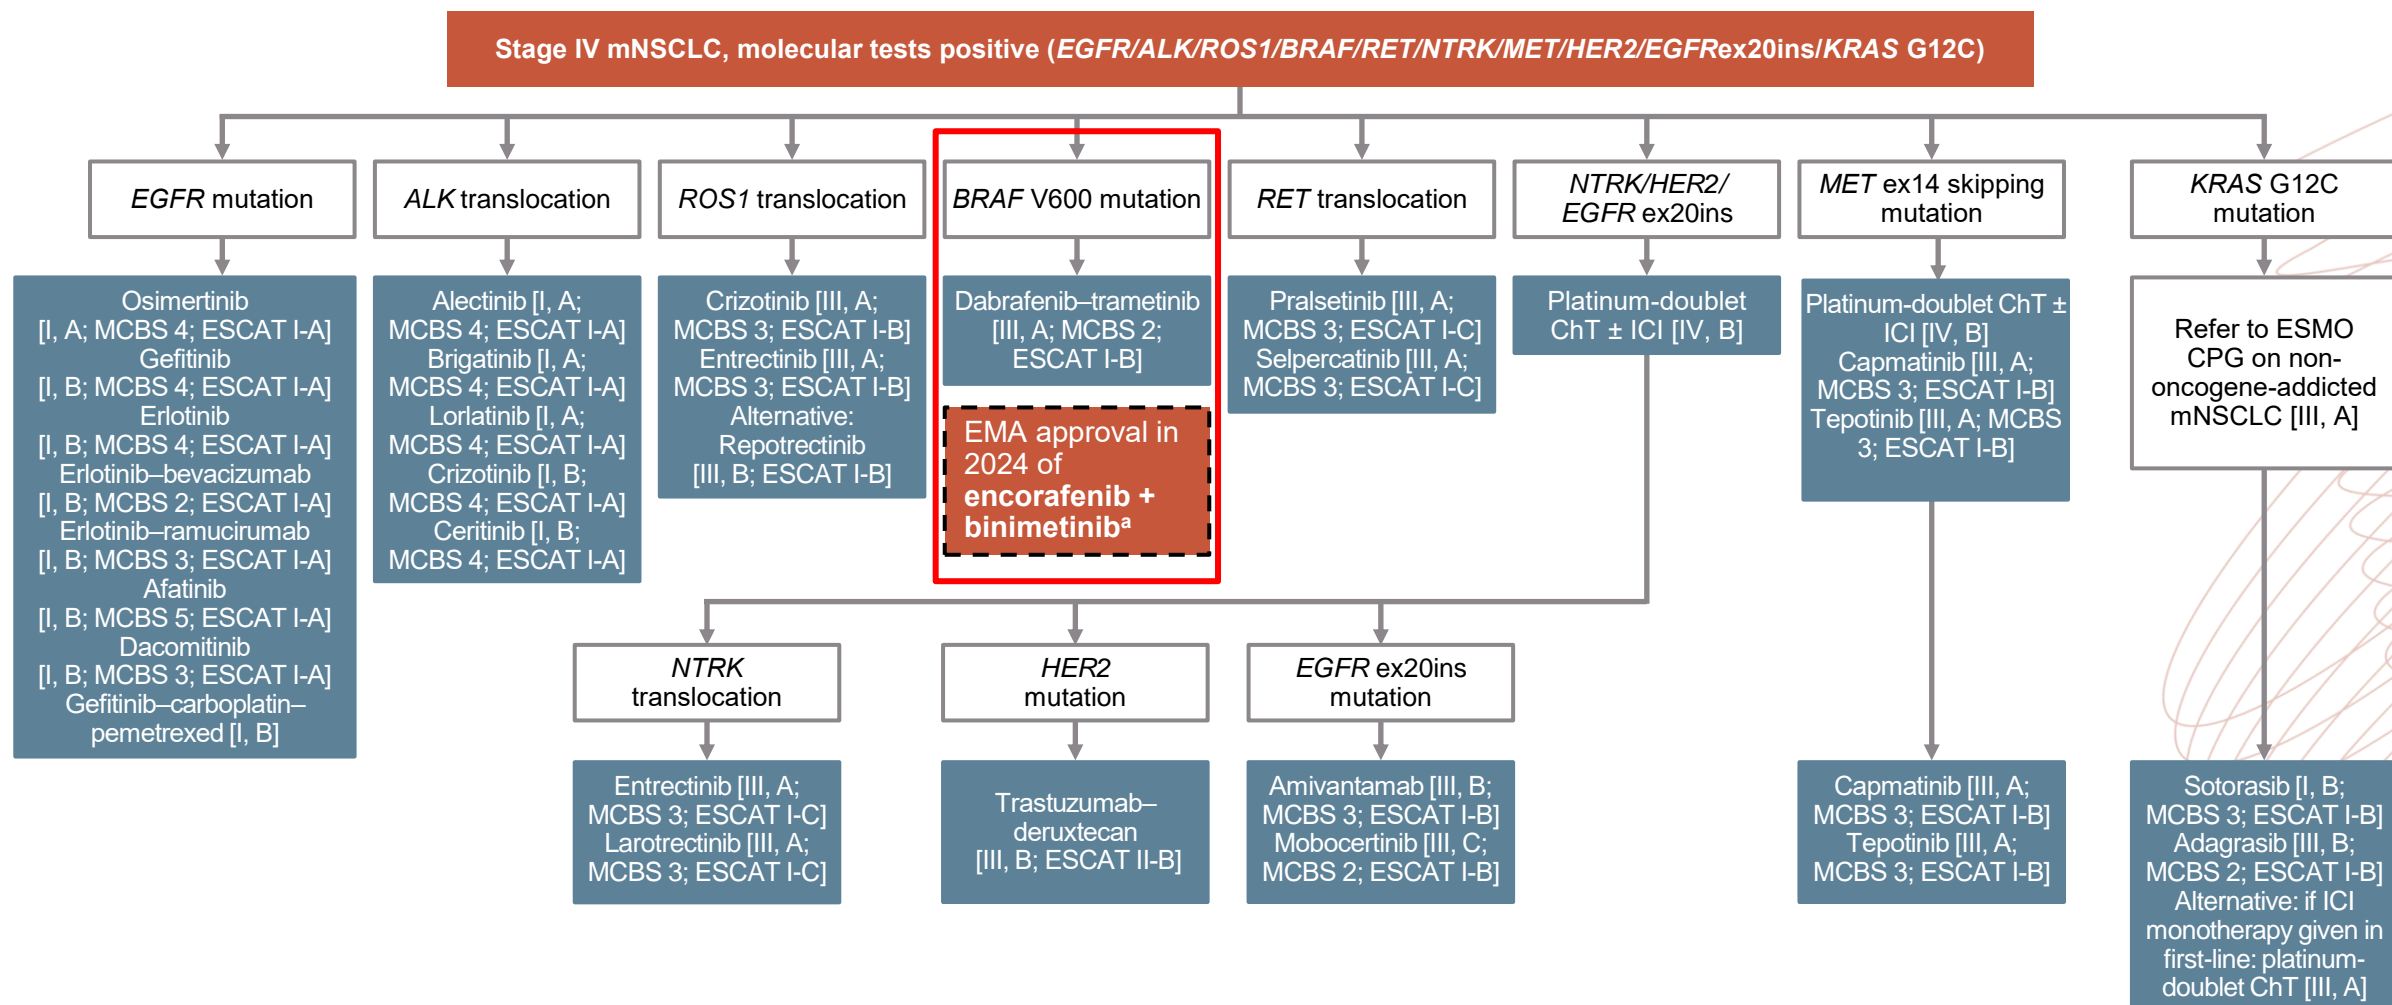 Stage IV mNSCLC, molecular tests positive (EGFR/ALK/ROS1/BRAF/RET/NTRK/MET/HER2/EGFRex20ins/KRAS G12C)
EGFR mutation
ALK translocation
ROS1 translocation
BRAF V600 mutation
RET translocation
NTRK/HER2/
EGFR ex20ins
MET ex14 skipping
mutation
KRAS G12C
mutation
Osimertinib
[I, A; MCBS 4; ESCAT I-A]
Gefitinib
[I, B; MCBS 4; ESCAT I-A]
Erlotinib
[I, B; MCBS 4; ESCAT I-A]
Erlotinib–bevacizumab
[I, B; MCBS 2; ESCAT I-A]
Erlotinib–ramucirumab
[I, B; MCBS 3; ESCAT I-A]
Afatinib
[I, B; MCBS 5; ESCAT I-A]
Dacomitinib
[I, B; MCBS 3; ESCAT I-A]
Gefitinib–carboplatin–
pemetrexed [I, B]
Alectinib [I, A;
MCBS 4; ESCAT I-A]
Brigatinib [I, A;
MCBS 4; ESCAT I-A]
Lorlatinib [I, A;
MCBS 4; ESCAT I-A]
Crizotinib [I, B;
MCBS 4; ESCAT I-A]
Ceritinib [I, B;
MCBS 4; ESCAT I-A]
Crizotinib [III, A;
MCBS 3; ESCAT I-B]
Entrectinib [III, A;
MCBS 3; ESCAT I-B]
Alternative:
Repotrectinib
[III, B; ESCAT I-B]
Dabrafenib–trametinib
[III, A; MCBS 2;
ESCAT I-B]
EMA approval in
2024 of
encorafenib +
binimetinibᵃ
Pralsetinib [III, A;
MCBS 3; ESCAT I-C]
Selpercatinib [III, A;
MCBS 3; ESCAT I-C]
Platinum-doublet
ChT ± ICI [IV, B]
Platinum-doublet ChT ±
ICI [IV, B]
Capmatinib [III, A;
MCBS 3; ESCAT I-B]
Tepotinib [III, A; MCBS
3; ESCAT I-B]
Refer to ESMO
CPG on non-
oncogene-addicted
mNSCLC [III, A]
NTRK
translocation
HER2
mutation
EGFR ex20ins
mutation
Entrectinib [III, A;
MCBS 3; ESCAT I-C]
Larotrectinib [III, A;
MCBS 3; ESCAT I-C]
Trastuzumab–
deruxtecan
[III, B; ESCAT II-B]
Amivantamab [III, B;
MCBS 3; ESCAT I-B]
Mobocertinib [III, C;
MCBS 2; ESCAT I-B]
Capmatinib [III, A;
MCBS 3; ESCAT I-B]
Tepotinib [III, A;
MCBS 3; ESCAT I-B]
Sotorasib [I, B;
MCBS 3; ESCAT I-B]
Adagrasib [III, B;
MCBS 2; ESCAT I-B]
Alternative: if ICI
monotherapy given in
first-line: platinum-
doublet ChT [III, A]